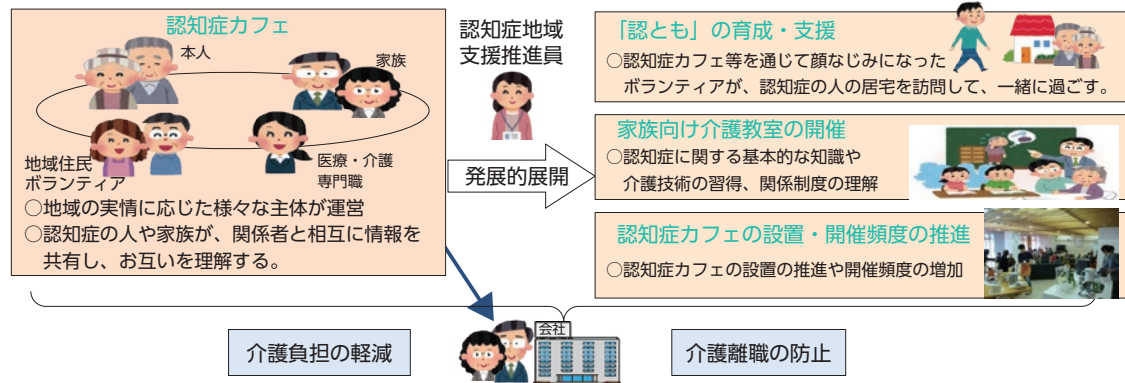 認知症カフェ
本人
家族
地域住民
ボランティア
医療・介護
専門職
○地域の実情に応じた様々な主体が運営
○認知症の人や家族が、関係者と相互に情報を
共有し、お互いを理解する。
認知症地域
支援推進員
発展的展開
「認とも」の育成・支援
○認知症カフェ等を通じて顔なじみになった
ボランティアが、認知症の人の居宅を訪問して、一緒に過ごす。
家族向け介護教室の開催
○認知症に関する基本的な知識や
介護技術の習得、関係制度の理解
認知症カフェの設置・開催頻度の推進
○認知症カフェの設置の推進や開催頻度の増加
介護負担の軽減
会社
介護離職の防止